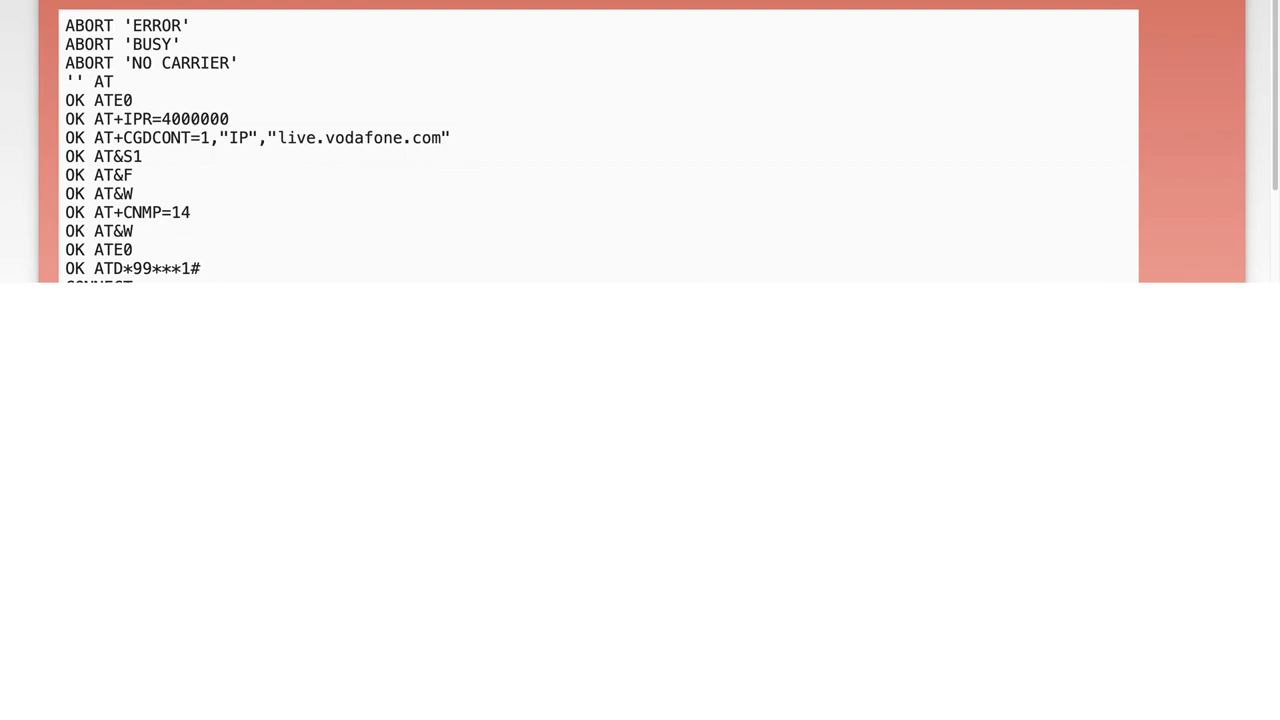 ABORT 'ERROR'
ABORT 'BUSY'
ABORT 'NO CARRIER'
'' AT
OK ATE0
OK AT+IPR=4000000
OK AT+CGDCONT=1,"IP","live.vodafone.com"
OK AT&S1
OK AT&F
OK AT&W
OK AT+CNMP=14
OK AT&W
OK ATE0
OK ATD*99***1#